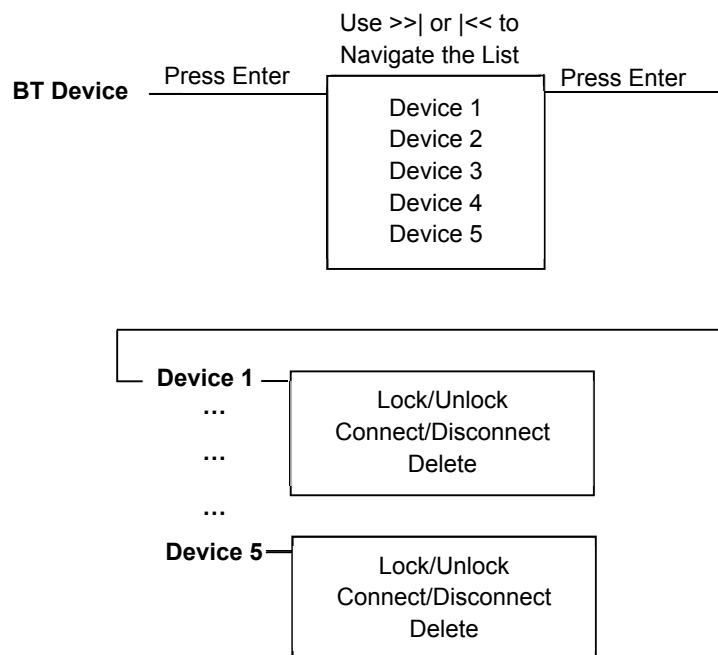 Use >>| or |<< to
Navigate the List
BT Device
Press Enter
Device 1
Device 2
Device 3
Device 4
Device 5
Press Enter
Device 1
Lock/Unlock
Connect/Disconnect
Delete
...
...
...
Device 5
Lock/Unlock
Connect/Disconnect
Delete